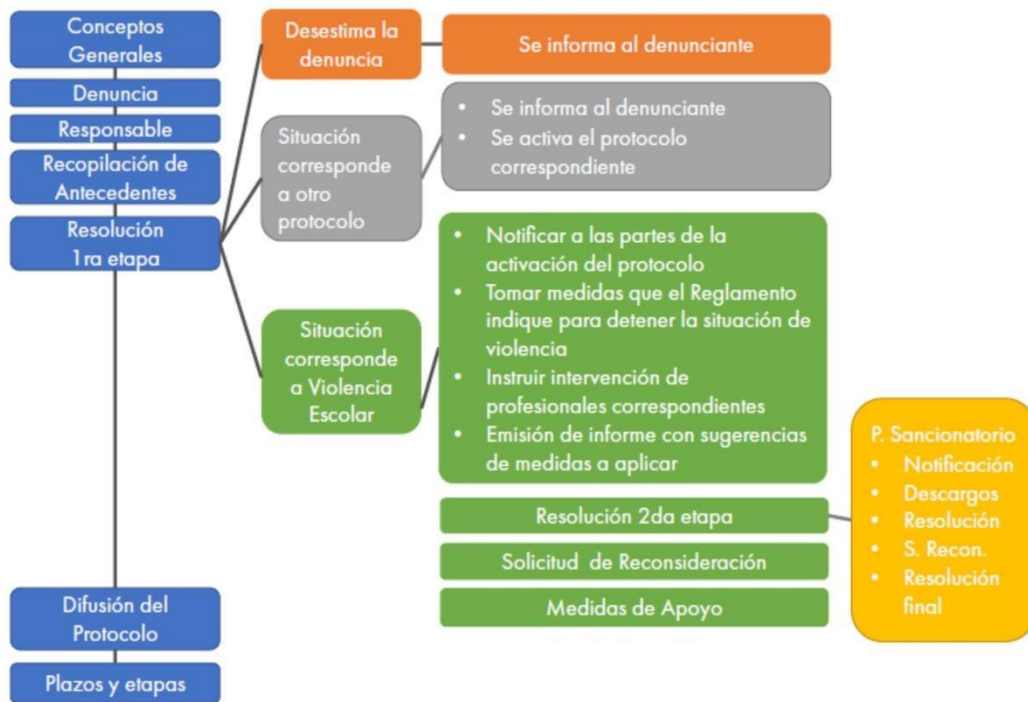 Conceptos
Generales
Denuncia
Responsable
Recopilación de
Antecedentes
Resolución
1ra etapa
Difusión del
Protocolo
Plazos y etapas
Desestima la
denuncia
Se informa al denunciante
Situación
corresponde
a otro
protocolo
• Se informa al denunciante
• Se activa el protocolo
correspondiente
Situación
corresponde
a Violencia
Escolar
• Notificar a las partes de la
activación del protocolo
• Tomar medidas que el Reglamento
indique para detener la situación de
violencia
• Instruir intervención de
profesionales correspondientes
• Emisión de informe con sugerencias
de medidas a aplicar
Resolución 2da etapa
Solicitud de Reconsideración
Medidas de Apoyo
P. Sancionatorio
• Notificación
• Descargos
• Resolución
• S. Recon.
• Resolución
final